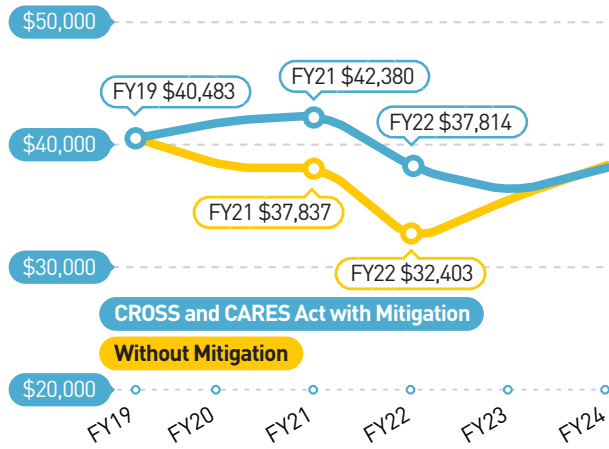 $50,000
FY21 $42,380
FY19 $40,483
FY22 $37,814
$40,000
FY21 $37,837
$30,000
FY22 $32,403
CROSS and CARES Act with Mitigation
Without Mitigation
$20,000
FY19 FY20 FY21 FY22 FY23 FY24